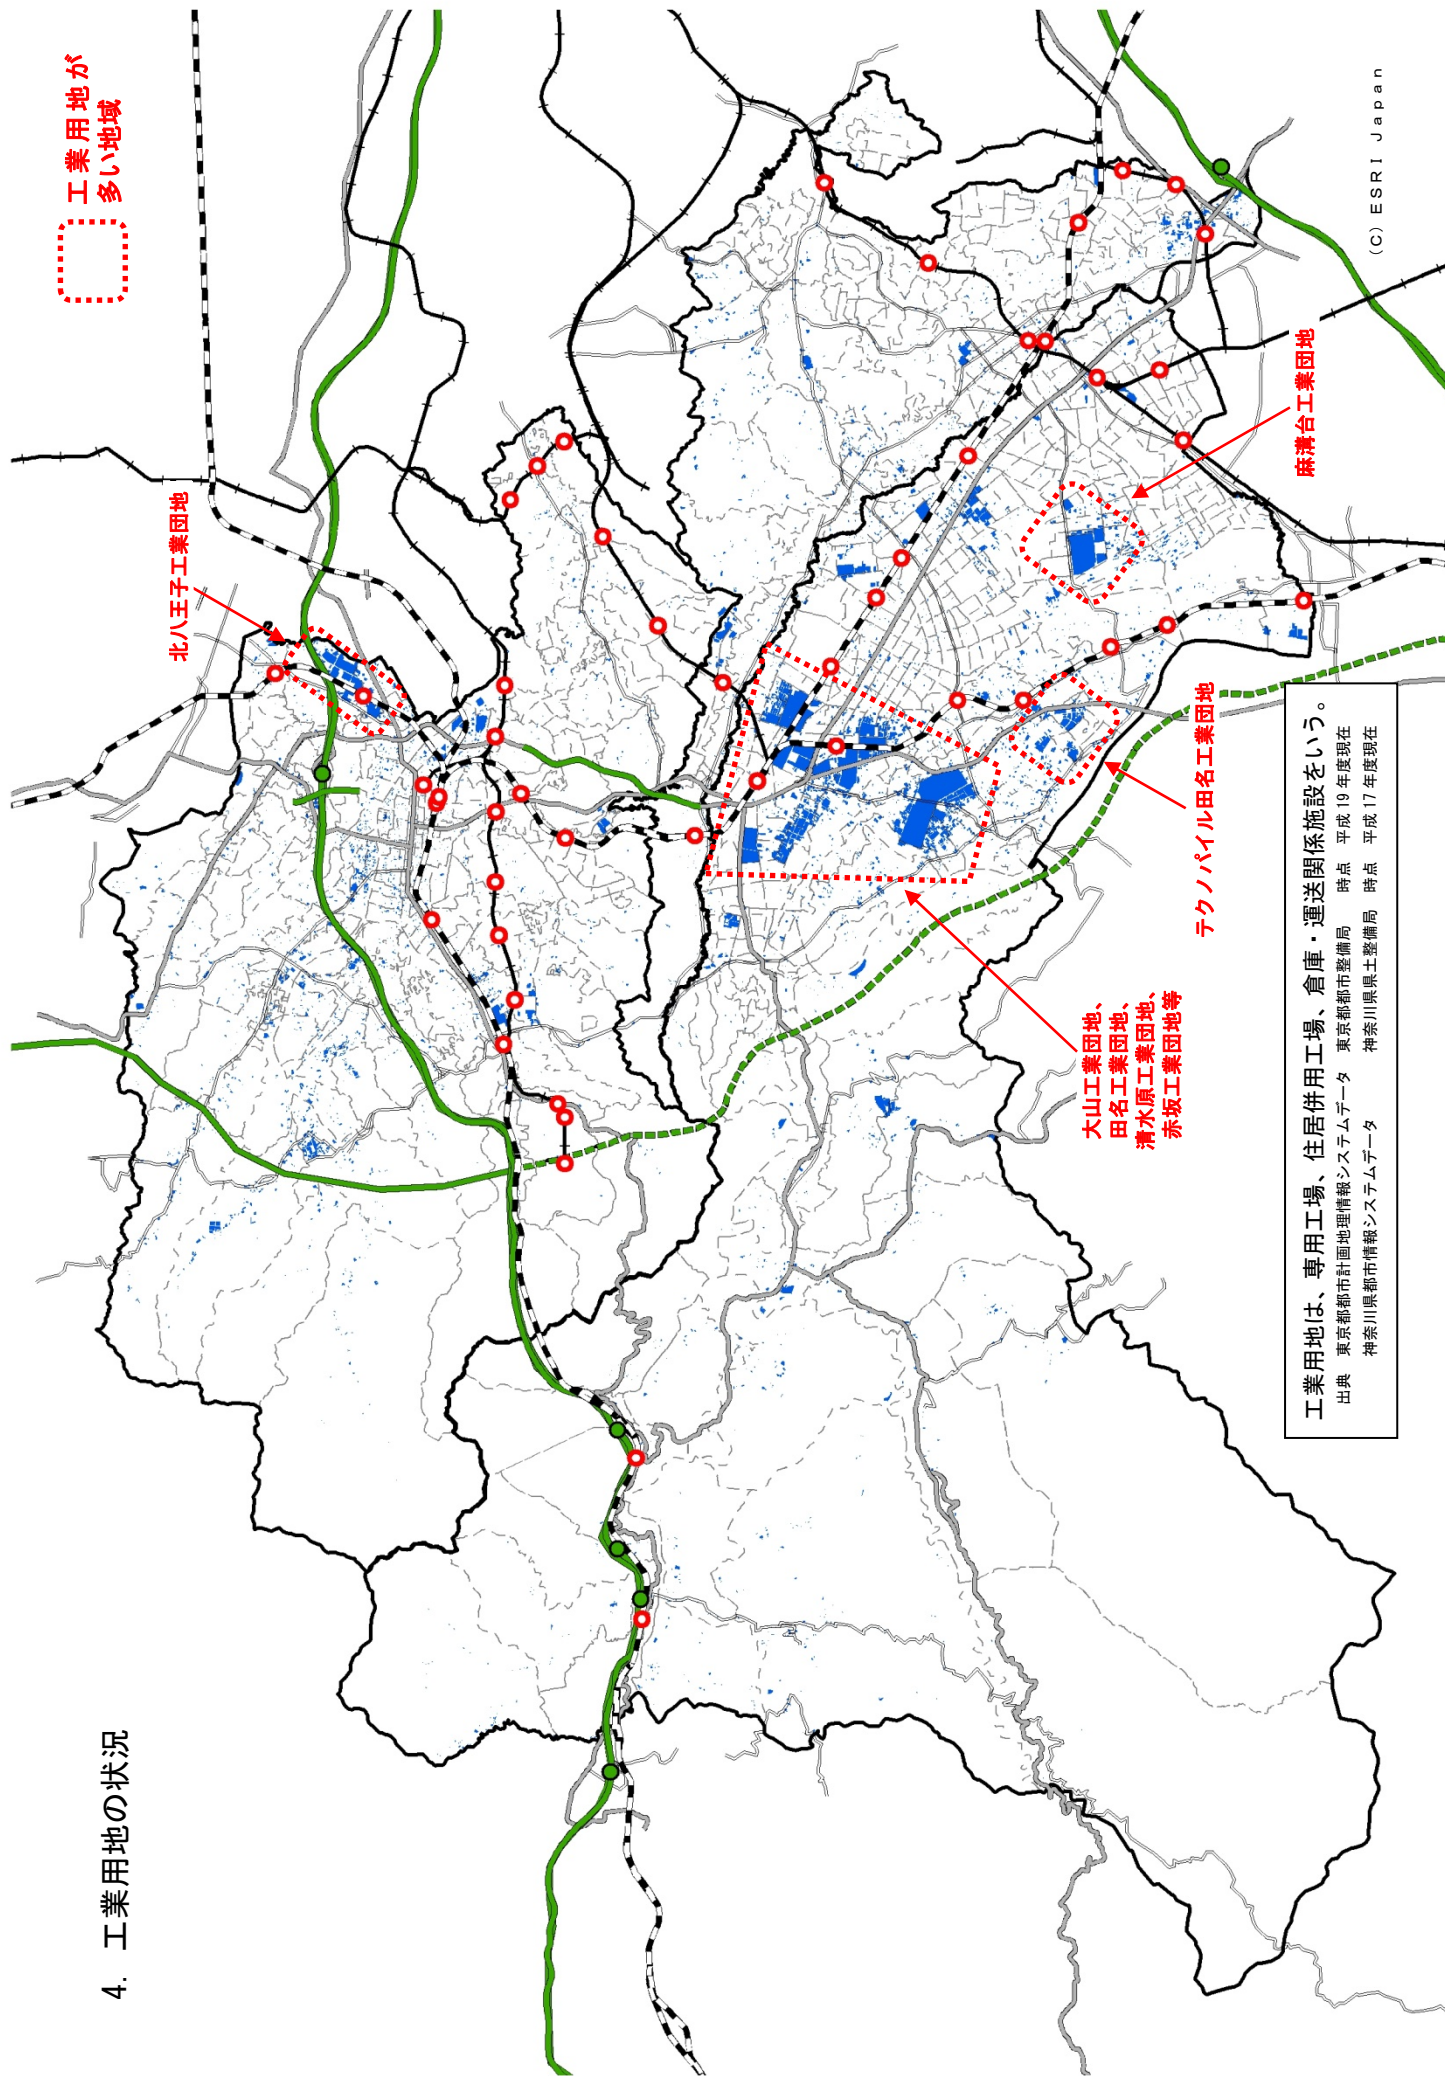 4. 工業用地の状況
工業用地が
多い地域
北八王子工業団地
麻溝台工業団地
テクノパイル田名工業団地
大山工業団地、
田名工業団地、
清水原工業団地、
赤坂工業団地等
工業用地は、専用工場、住居併用工場、倉庫・運送関係施設をいう。
出典 東京都都市計画地理情報システムデータ 東京都都市整備局 時点 平成19年度現在
神奈川県都市情報システムデータ 神奈川県県土整備局 時点 平成17年度現在
(C) ESRI Japan